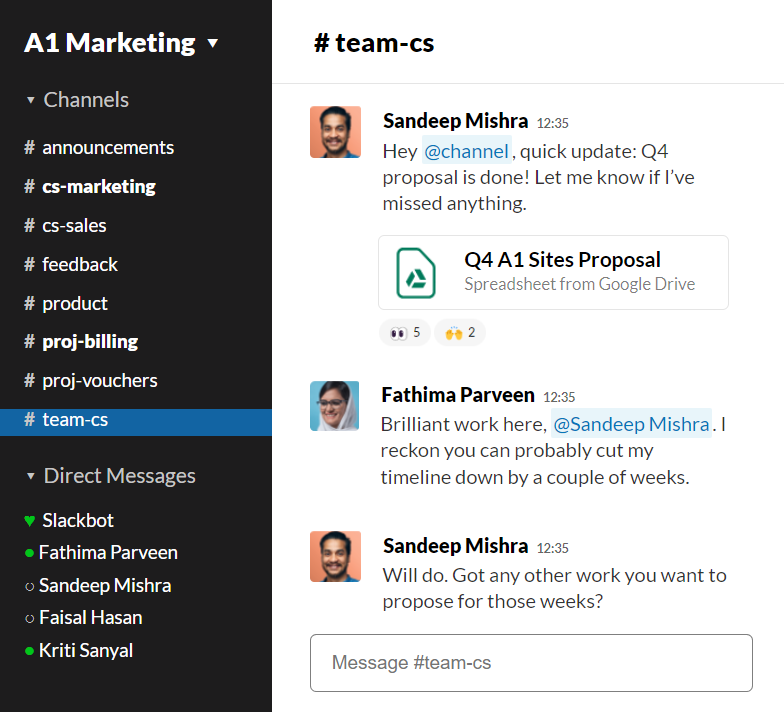 A1 Marketing
Channels
# announcements
# cs-marketing
# cs-sales
# feedback
# product
# proj-billing
# proj-vouchers
# team-cs
Direct Messages
Slackbot
Fathima Parveen
Sandeep Mishra
Faisal Hasan
Kriti Sanyal
# team-cs
Sandeep Mishra 12:35
Hey @channel, quick update: Q4
proposal is done! Let me know if I’ve
missed anything.
Q4 A1 Sites Proposal
Spreadsheet from Google Drive
👀 5 🙌 2
Fathima Parveen 12:35
Brilliant work here, @Sandeep Mishra. I
reckon you can probably cut my
timeline down by a couple of weeks.
Sandeep Mishra 12:35
Will do. Got any other work you want to
propose for those weeks?
Message #team-cs